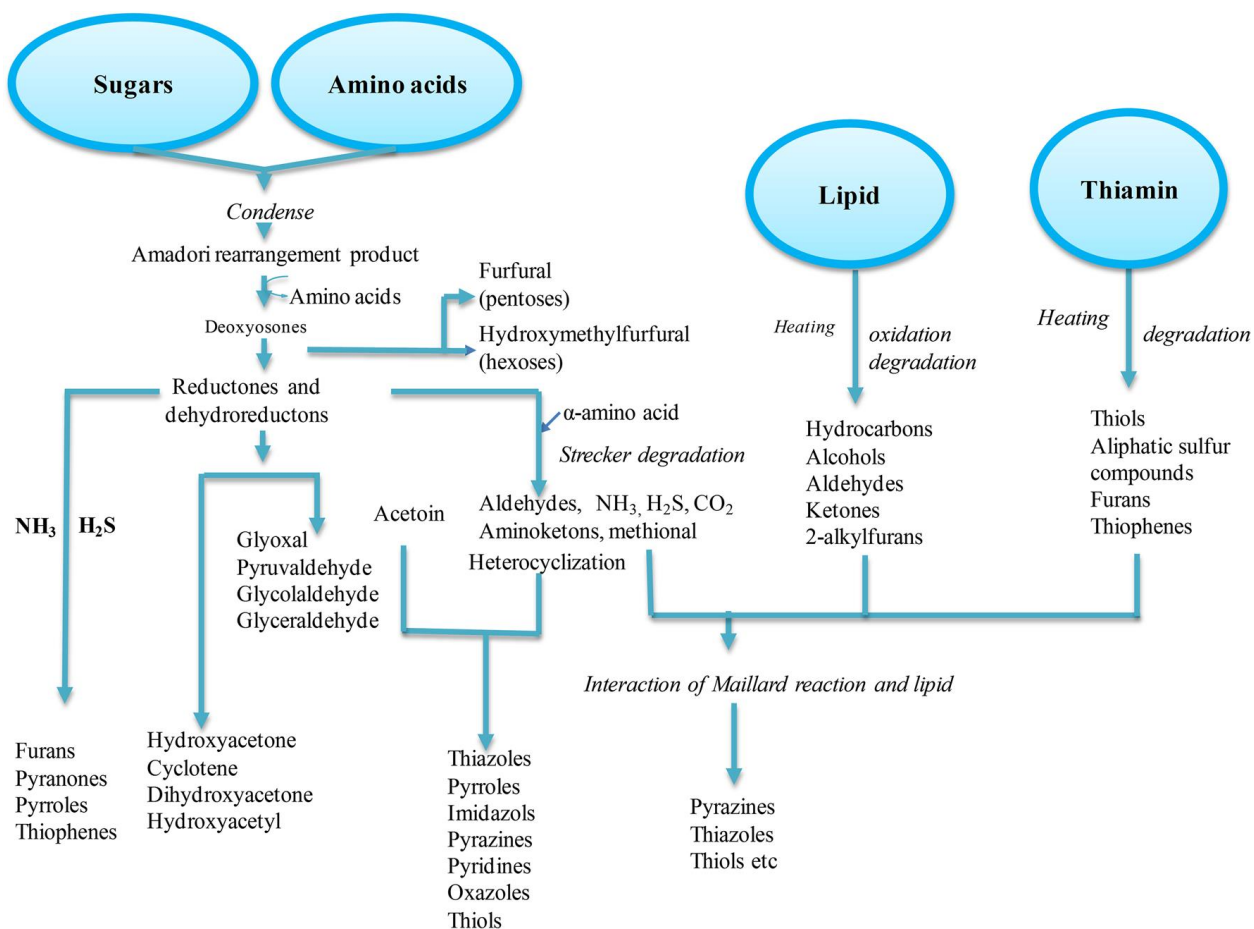 Sugars
Amino acids
Lipid
Thiamin
Condense
Amadori rearrangement product
Amino acids
Deoxyosones
Furfural
(pentoses)
Hydroxymethylfurfural
(hexoses)
Heating
oxidation
degradation
Heating
degradation
Reductones and
dehydroreductons
α-amino acid
Strecker degradation
NH₃
H₂S
Glyoxal
Pyruvaldehyde
Glycolaldehyde
Glyceraldehyde
Acetoin
Aldehydes, NH₃, H₂S, CO₂
Aminoketons, methional
Heterocyclization
Hydrocarbons
Alcohols
Aldehydes
Ketones
2-alkylfurans
Thiols
Aliphatic sulfur
compounds
Furans
Thiophenes
Interaction of Maillard reaction and lipid
Furans
Pyranones
Pyrroles
Thiophenes
Hydroxyacetone
Cyclotene
Dihydroxyacetone
Hydroxyacetyl
Thiazoles
Pyrroles
Imidazols
Pyrazines
Pyridines
Oxazoles
Thiols
Pyrazines
Thiazoles
Thiols etc